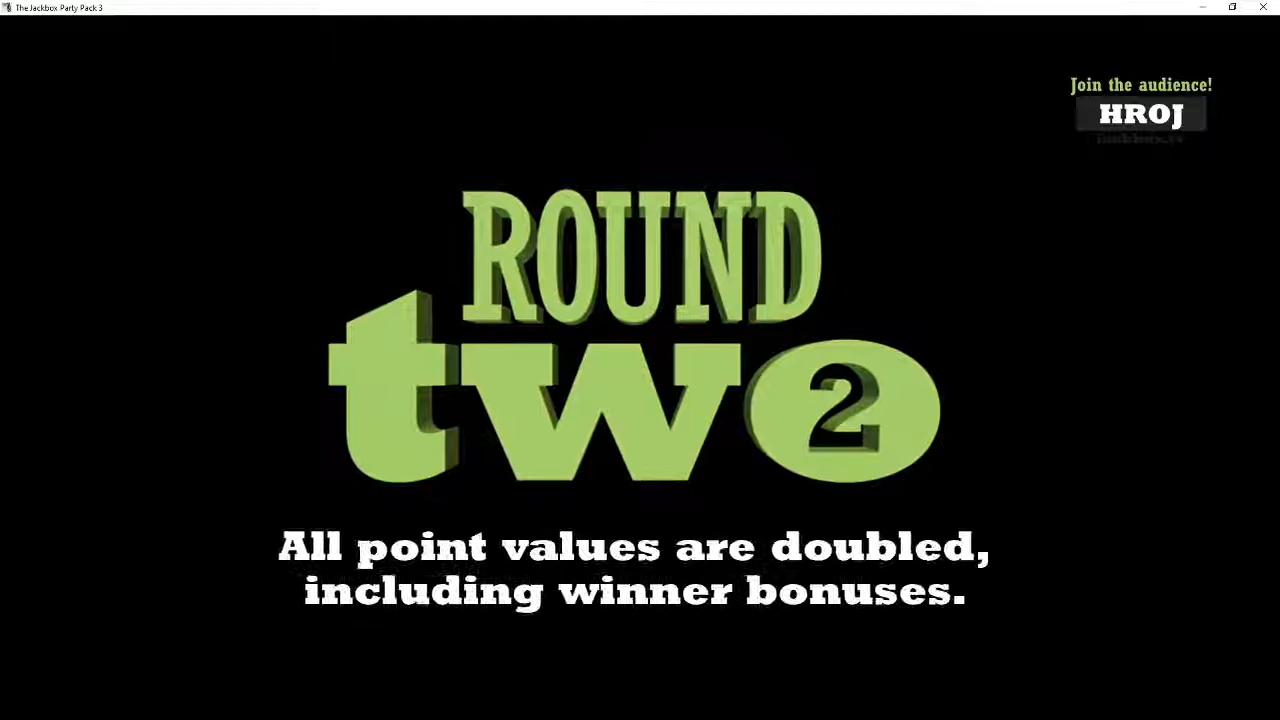 The Jackbox Party Pack 3
Join the audience!
HROJ
ROUND
two
2
All point values are doubled,
including winner bonuses.